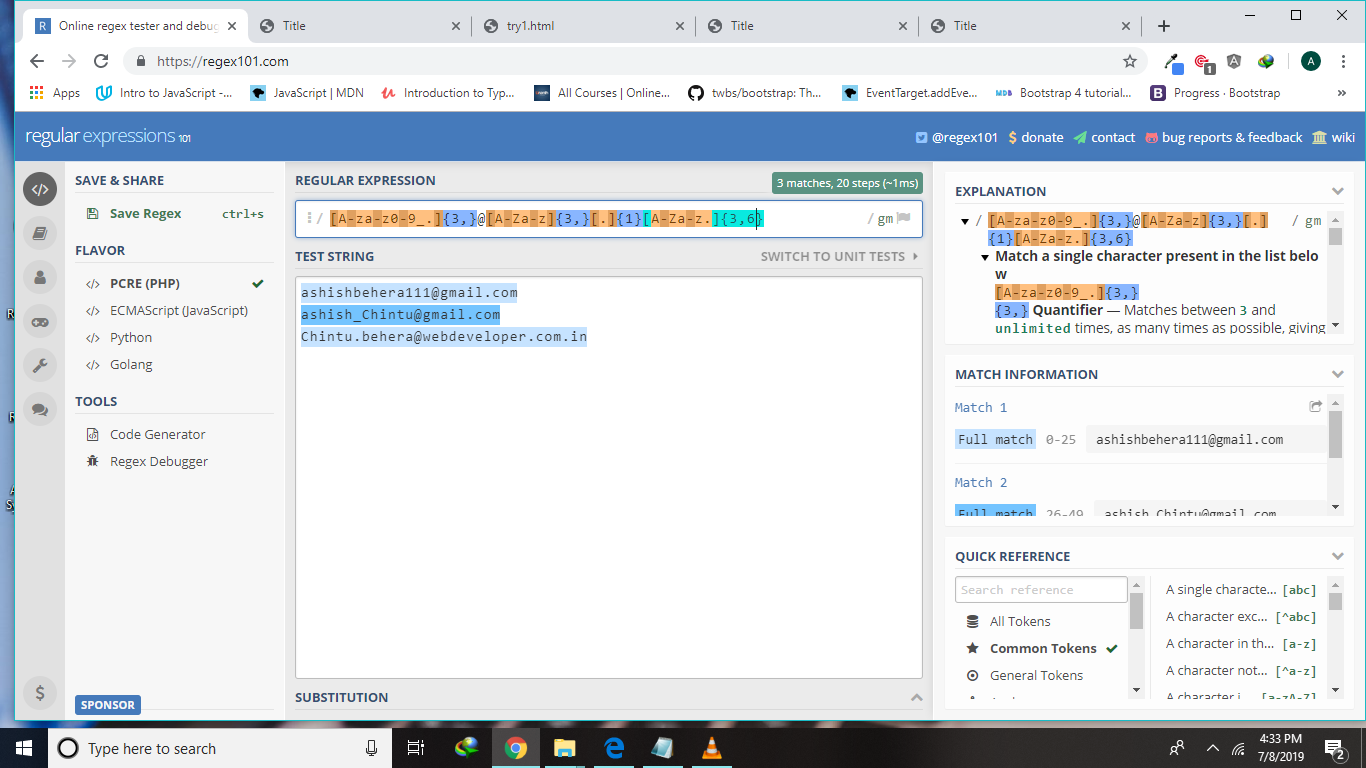 Online regex tester and debug
Title
try1.html
Title
Title
https://regex101.com
1
A
Apps
Intro to JavaScript -...
JavaScript | MDN
Introduction to Typ...
All Courses | Online...
twbs/bootstrap: Th...
EventTarget.addEve...
MDB
Bootstrap 4 tutorial...
B
Progress · Bootstrap
»
regular expressions 101
@regex101
$ donate
contact
bug reports & feedback
wiki
SAVE & SHARE
Save Regex
ctrl+s
FLAVOR
</> PCRE (PHP)
</> ECMAScript (JavaScript)
</> Python
</> Golang
TOOLS
Code Generator
Regex Debugger
SPONSOR
$
REGULAR EXPRESSION
3 matches, 20 steps (~1ms)
/ [A-za-z0-9_.]{3,}@[A-Za-z]{3,}[.]{1}[A-Za-z.]{3,6}
/ gm
TEST STRING
SWITCH TO UNIT TESTS
ashishbehera111@gmail.com
ashish_Chintu@gmail.com
Chintu.behera@webdeveloper.com.in
SUBSTITUTION
EXPLANATION
/ [A-za-z0-9_.]{3,}@[A-Za-z]{3,}[.] / gm
{1}[A-Za-z.]{3,6}
Match a single character present in the list belo
w
[A-za-z0-9_.]{3,}
{3,} Quantifier — Matches between 3 and
unlimited times, as many times as possible, giving
MATCH INFORMATION
Match 1
Full match 0-25 ashishbehera111@gmail.com
Match 2
Full match 26-49 ashish_Chintu@gmail.com
QUICK REFERENCE
Search reference
All Tokens
Common Tokens
General Tokens
A single characte... [abc]
A character exc... [^abc]
A character in th... [a-z]
A character not... [^a-z]
A character i... [a-zA-Z]
Type here to search
4:33 PM
7/8/2019
2